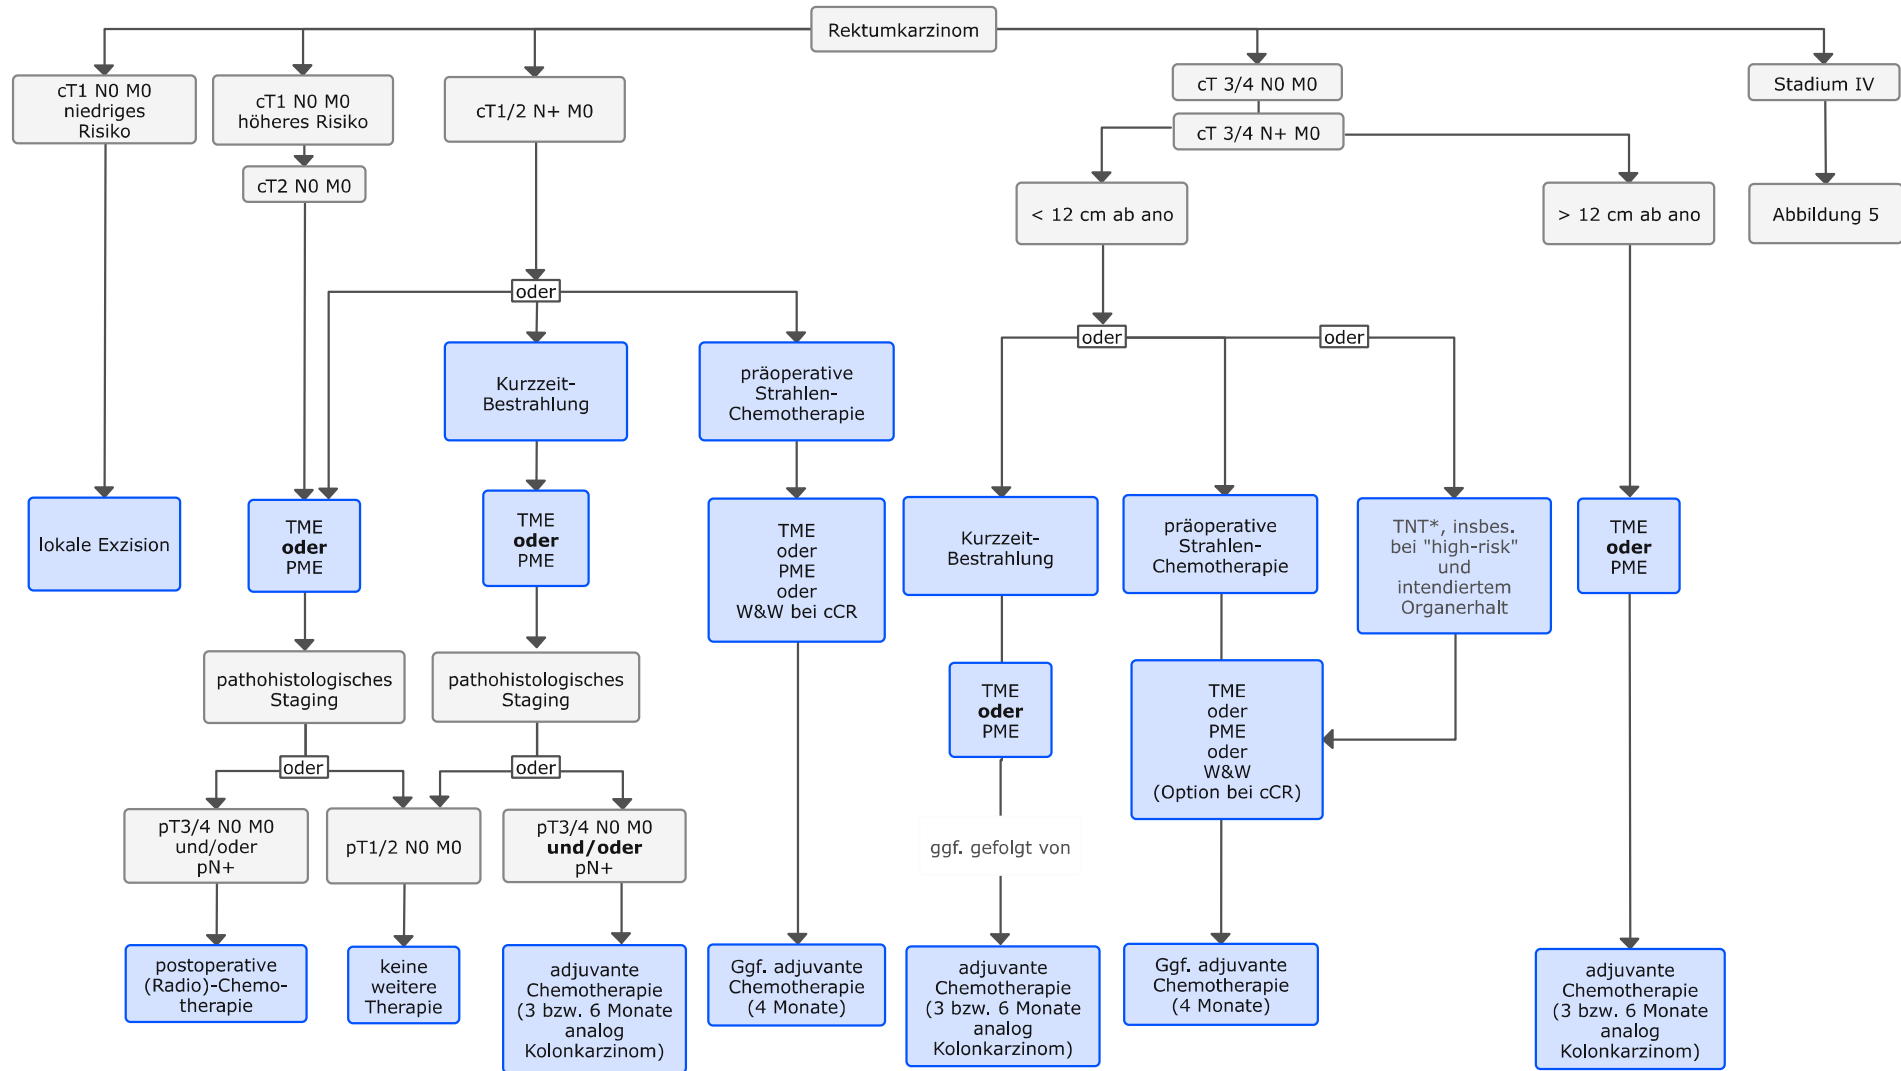 Rektumkarzinom
cT1 N0 M0
niedriges
Risiko
cT1 N0 M0
höheres Risiko
cT2 N0 M0
cT1/2 N+ M0
cT 3/4 N0 M0
cT 3/4 N+ M0
Stadium IV
< 12 cm ab ano
> 12 cm ab ano
Abbildung 5
oder
oder
oder
Kurzzeit-
Bestrahlung
präoperative
Strahlen-
Chemotherapie
lokale Exzision
TME
oder
PME
TME
oder
PME
TME
oder
PME
oder
W&W bei cCR
Kurzzeit-
Bestrahlung
präoperative
Strahlen-
Chemotherapie
TNT*, insbes.
bei "high-risk"
und
intendiertem
Organerhalt
TME
oder
PME
pathohistologisches
Staging
pathohistologisches
Staging
TME
oder
PME
TME
oder
PME
oder
W&W
(Option bei cCR)
oder
oder
pT3/4 N0 M0
und/oder
pN+
pT1/2 N0 M0
pT3/4 N0 M0
und/oder
pN+
ggf. gefolgt von
postoperative
(Radio)-Chemo-
therapie
keine
weitere
Therapie
adjuvante
Chemotherapie
(3 bzw. 6 Monate
analog
Kolonkarzinom)
Ggf. adjuvante
Chemotherapie
(4 Monate)
adjuvante
Chemotherapie
(3 bzw. 6 Monate
analog
Kolonkarzinom)
Ggf. adjuvante
Chemotherapie
(4 Monate)
adjuvante
Chemotherapie
(3 bzw. 6 Monate
analog
Kolonkarzinom)